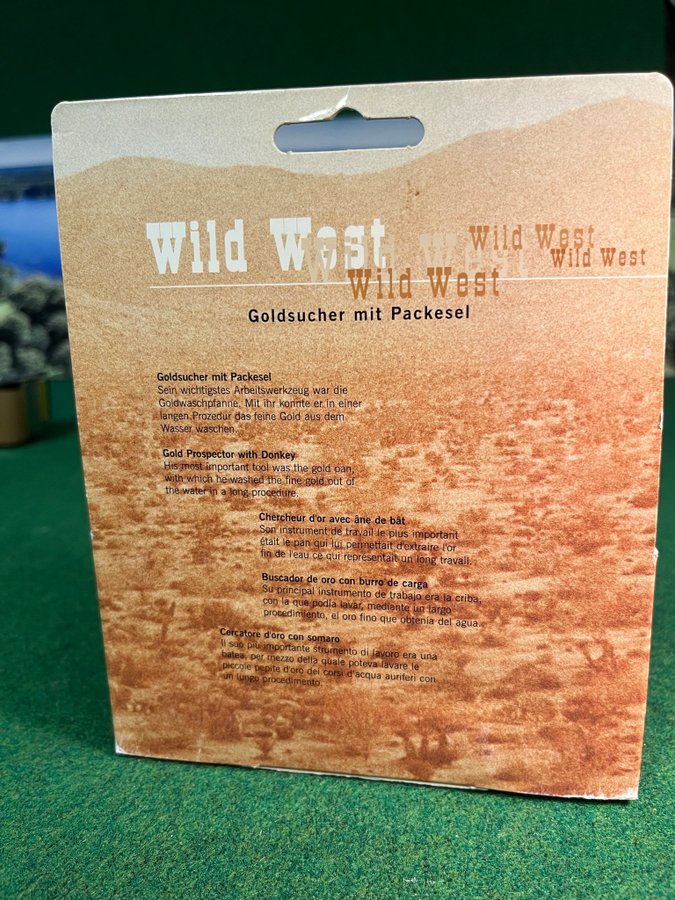 Wild West
Wild West
Wild West
Wild West
Wild West
Goldsucher mit Packesel
Goldsucher mit Packesel
Sein wichtigstes Arbeitswerkzeug war die
Goldwaschpfanne. Mit ihr konnte er in einer
langen Prozedur das feine Gold aus dem
Wasser waschen.
Gold Prospector with Donkey
His most important tool was the gold pan,
with which he washed the fine gold out of
the water in a long procedure.
Chercheur d'or avec âne de bât
Son instrument de travail le plus important
était le pan qui lui permettait d'extraire l'or
fin de l'eau ce qui représentait un long travail.
Buscador de oro con burro de carga
Su principal instrumento de trabajo era la criba,
con la que podía lavar, mediante un largo
procedimiento, el oro fino que obtenía del agua.
Cercatore d'oro con somaro
Il suo più importante strumento di lavoro era una
batea, per mezzo della quale poteva lavare le
piccole pepite d'oro dei corsi d'acqua auriferi con
un lungo procedimento.